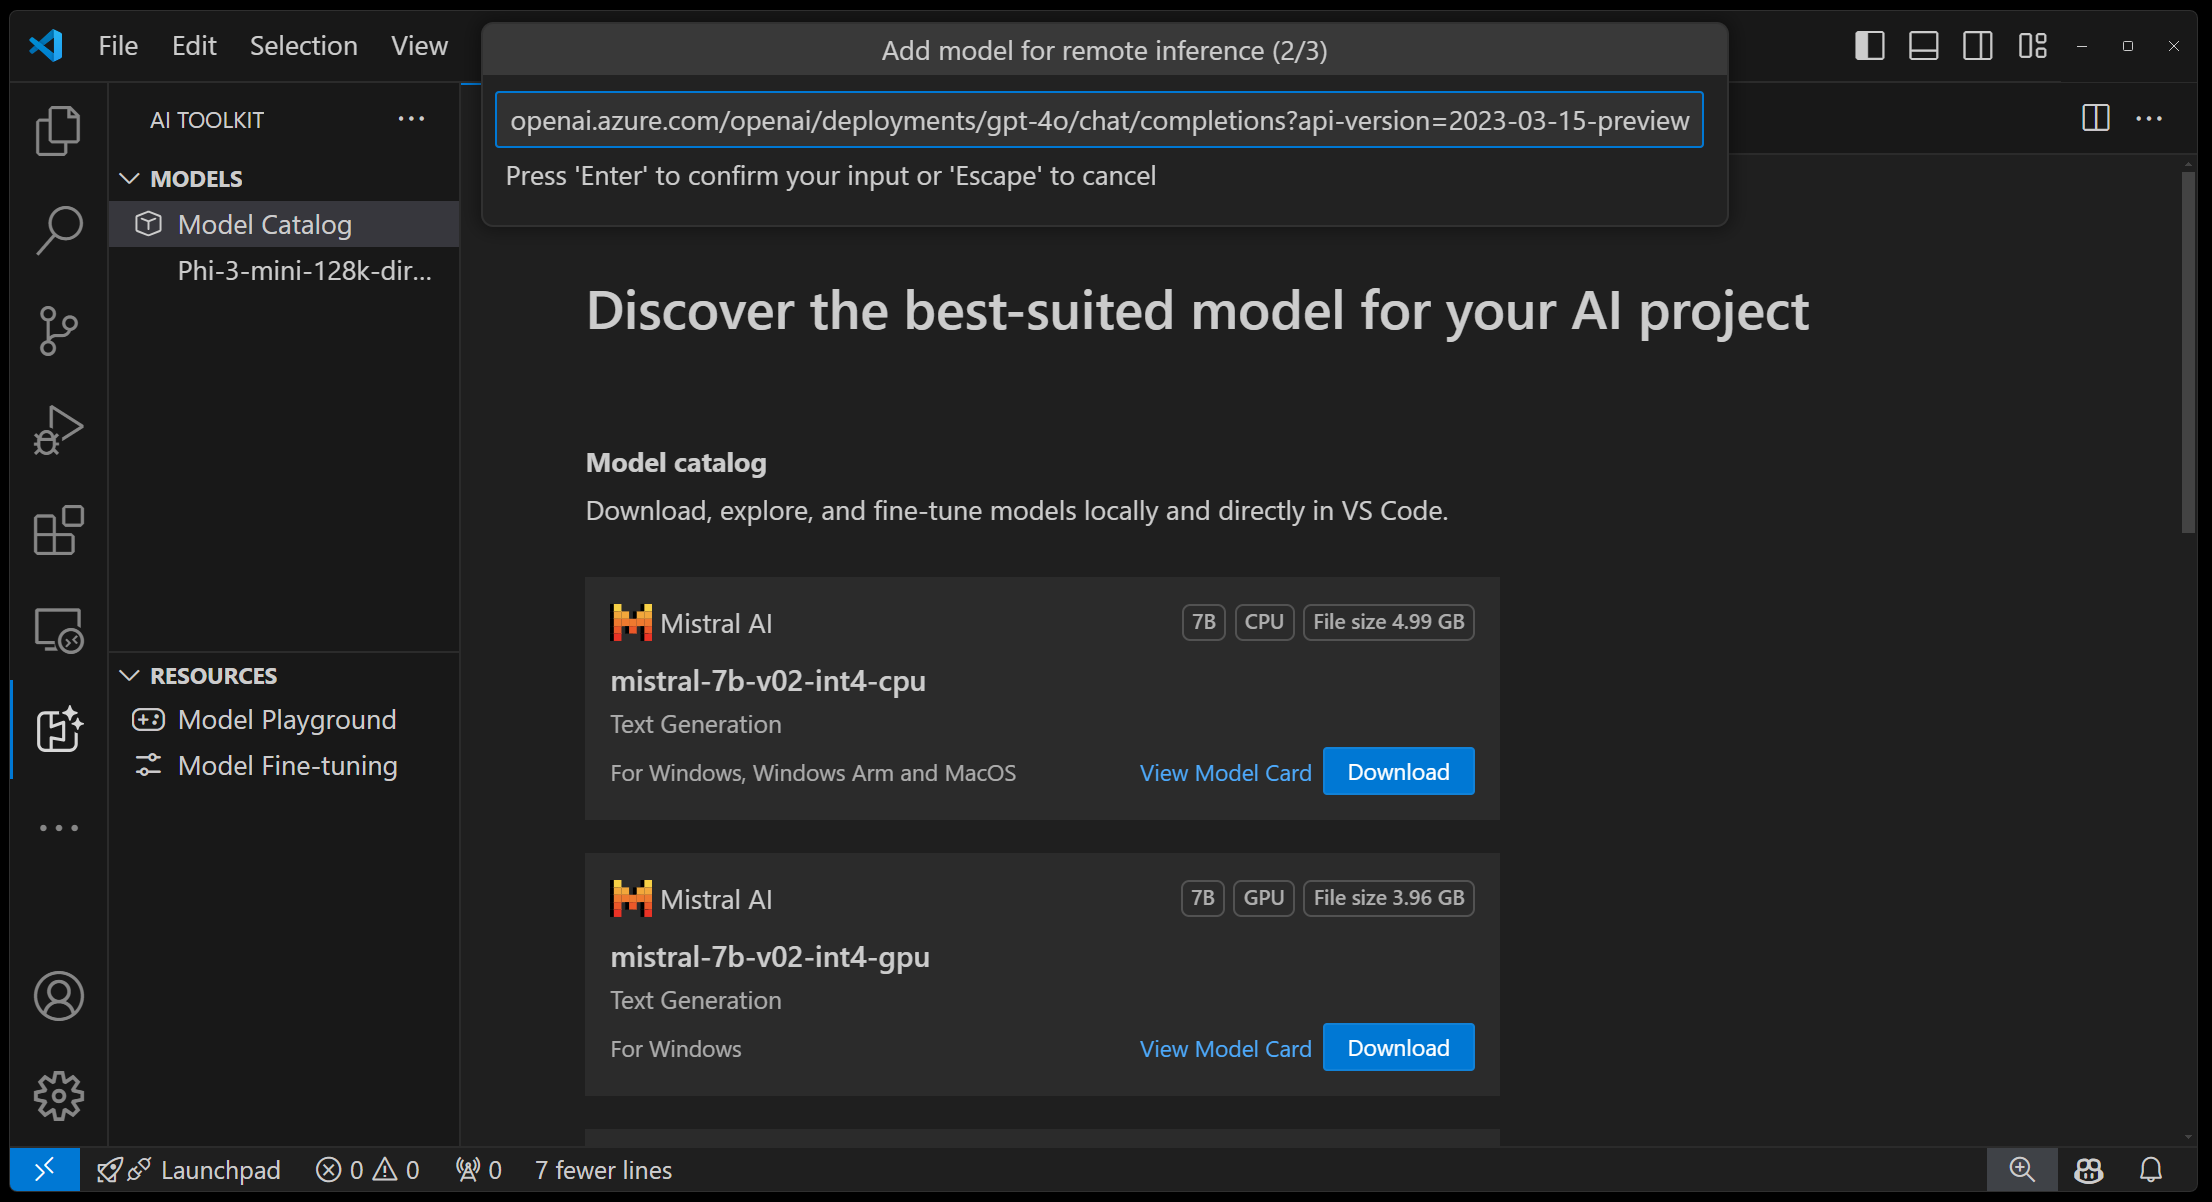 File Edit Selection View
Add model for remote inference (2/3)
openai.azure.com/openai/deployments/gpt-4o/chat/completions?api-version=2023-03-15-preview
Press 'Enter' to confirm your input or 'Escape' to cancel
AI TOOLKIT
MODELS
Model Catalog
Phi-3-mini-128k-dir...
RESOURCES
Model Playground
Model Fine-tuning
Discover the best-suited model for your AI project
Model catalog
Download, explore, and fine-tune models locally and directly in VS Code.
Mistral AI 7B CPU File size 4.99 GB
mistral-7b-v02-int4-cpu
Text Generation
For Windows, Windows Arm and MacOS View Model Card Download
Mistral AI 7B GPU File size 3.96 GB
mistral-7b-v02-int4-gpu
Text Generation
For Windows View Model Card Download
Launchpad 0 0 0 7 fewer lines